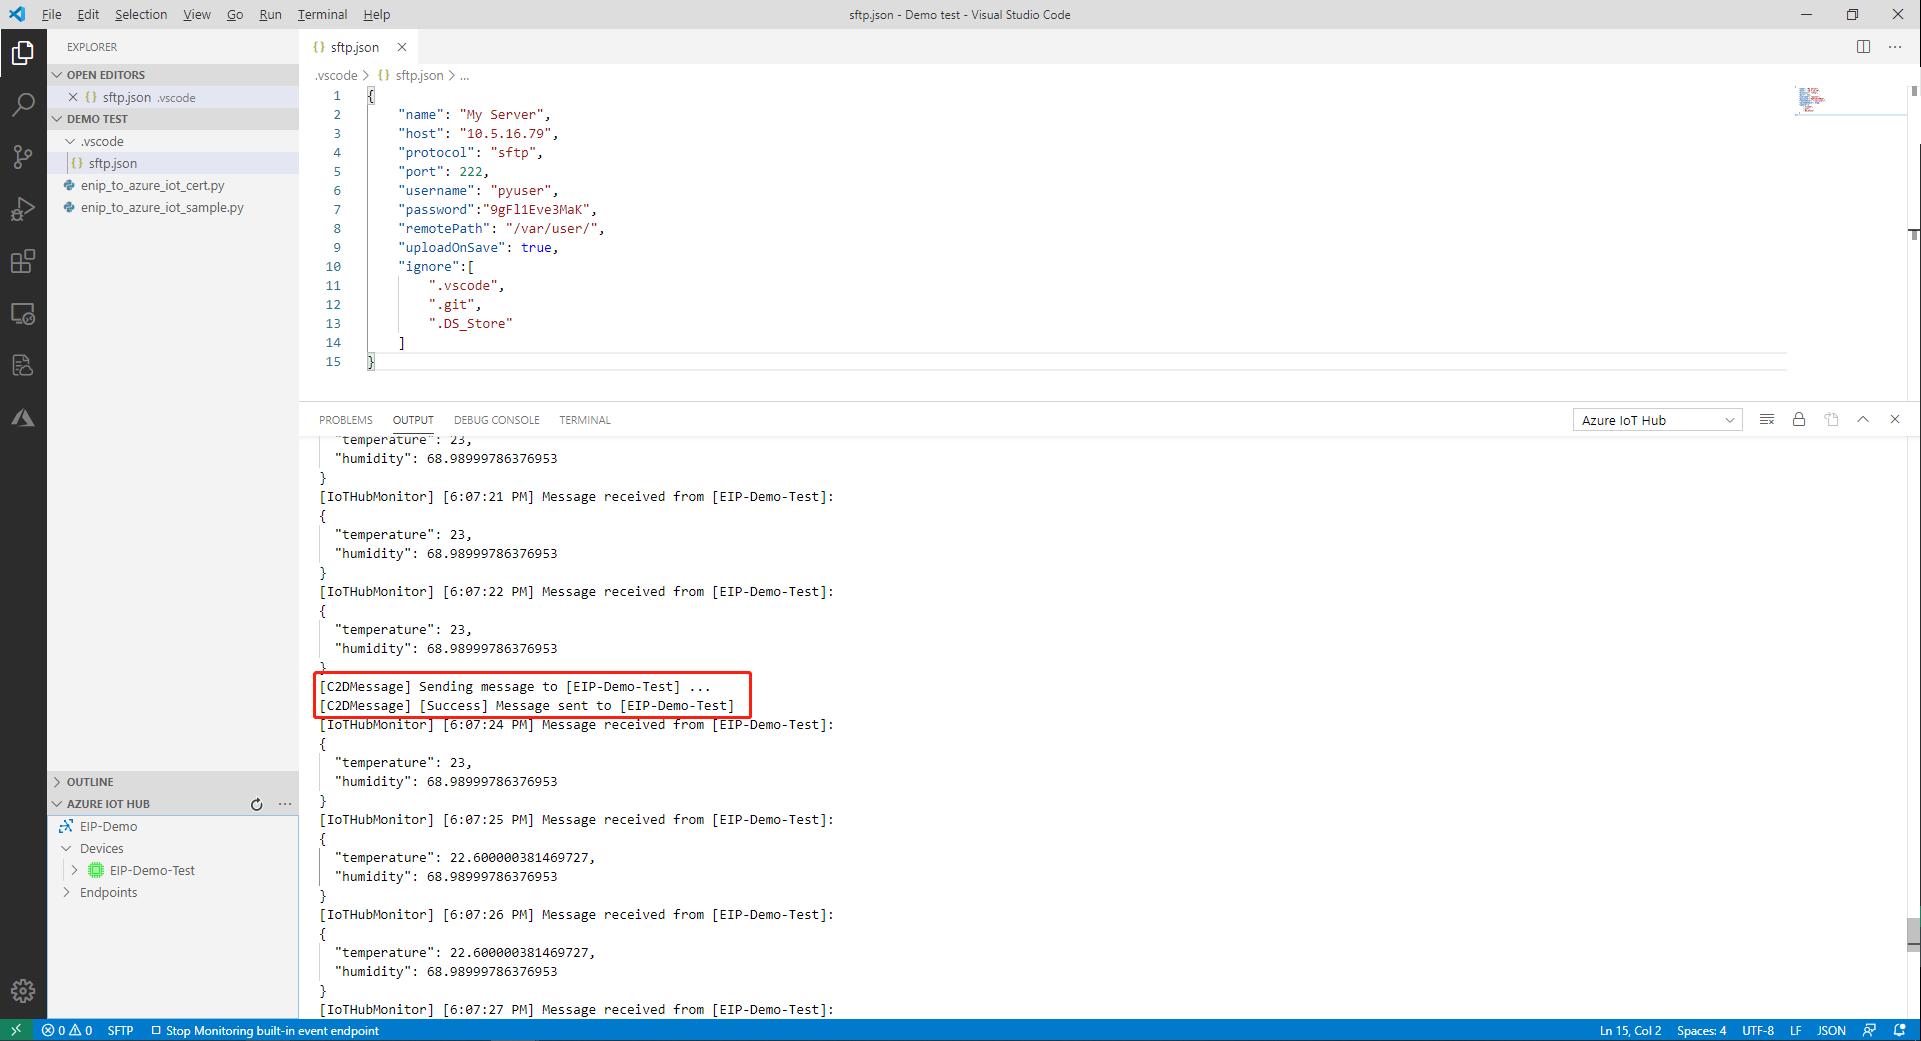 File Edit Selection View Go Run Terminal Help
sftp.json - Demo test - Visual Studio Code
EXPLORER
OPEN EDITORS
sftp.json .vscode
DEMO TEST
.vscode
sftp.json
enip_to_azure_iot_cert.py
enip_to_azure_iot_sample.py
OUTLINE
AZURE IOT HUB
EIP-Demo
Devices
EIP-Demo-Test
Endpoints
{} sftp.json
.vscode > {} sftp.json > ...
1 {
2 "name": "My Server",
3 "host": "10.5.16.79",
4 "protocol": "sftp",
5 "port": 222,
6 "username": "pyuser",
7 "password":"9gFl1Eve3MaK",
8 "remotePath": "/var/user/",
9 "uploadOnSave": true,
10 "ignore":[
11 ".vscode",
12 ".git",
13 ".DS_Store"
14 ]
15 }
PROBLEMS OUTPUT DEBUG CONSOLE TERMINAL
Azure IoT Hub
"temperature": 23,
"humidity": 68.98999786376953
}
[IoTHubMonitor] [6:07:21 PM] Message received from [EIP-Demo-Test]:
{
"temperature": 23,
"humidity": 68.98999786376953
}
[IoTHubMonitor] [6:07:22 PM] Message received from [EIP-Demo-Test]:
{
"temperature": 23,
"humidity": 68.98999786376953
}
[C2DMessage] Sending message to [EIP-Demo-Test] ...
[C2DMessage] [Success] Message sent to [EIP-Demo-Test]
[IoTHubMonitor] [6:07:24 PM] Message received from [EIP-Demo-Test]:
{
"temperature": 23,
"humidity": 68.98999786376953
}
[IoTHubMonitor] [6:07:25 PM] Message received from [EIP-Demo-Test]:
{
"temperature": 22.600000381469727,
"humidity": 68.98999786376953
}
[IoTHubMonitor] [6:07:26 PM] Message received from [EIP-Demo-Test]:
{
"temperature": 22.600000381469727,
"humidity": 68.98999786376953
}
[IoTHubMonitor] [6:07:27 PM] Message received from [EIP-Demo-Test]:
0 0 SFTP Stop Monitoring built-in event endpoint
Ln 15, Col 2 Spaces: 4 UTF-8 LF JSON